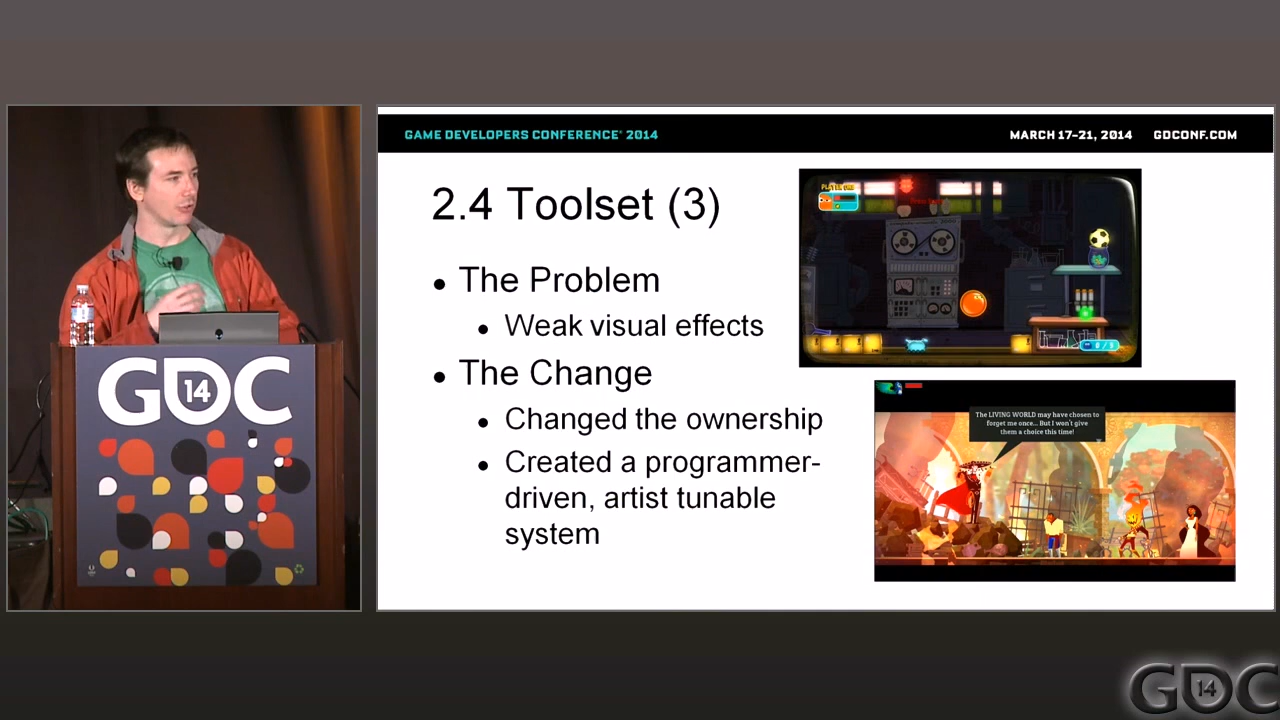 GAME DEVELOPERS CONFERENCE® 2014
MARCH 17–21, 2014 GDCONF.COM
2.4 Toolset (3)
• The Problem
• Weak visual effects
• The Change
• Changed the ownership
• Created a programmer-
driven, artist tunable
system
The LIVING WORLD may have chosen to
forget me once... But I won't give
them a choice this time!
GDC
14
GDC
14